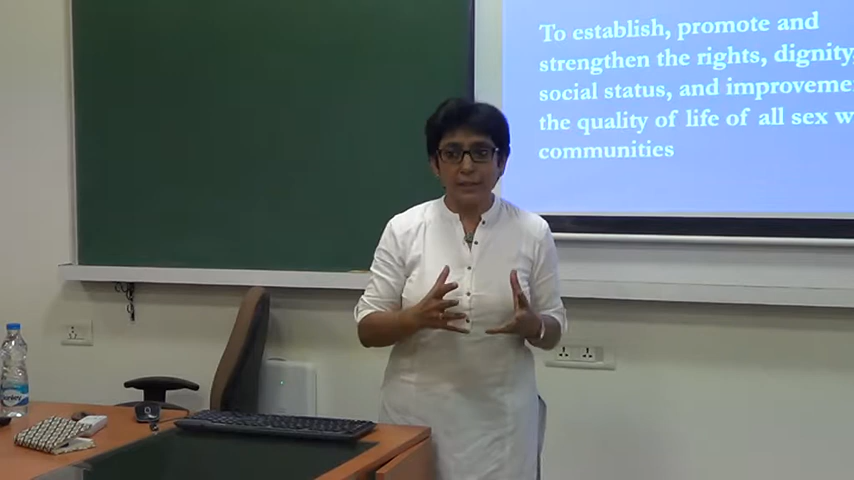 To establish, promote and
strengthen the rights, dignity,
social status, and improvement
the quality of life of all sex w
communities